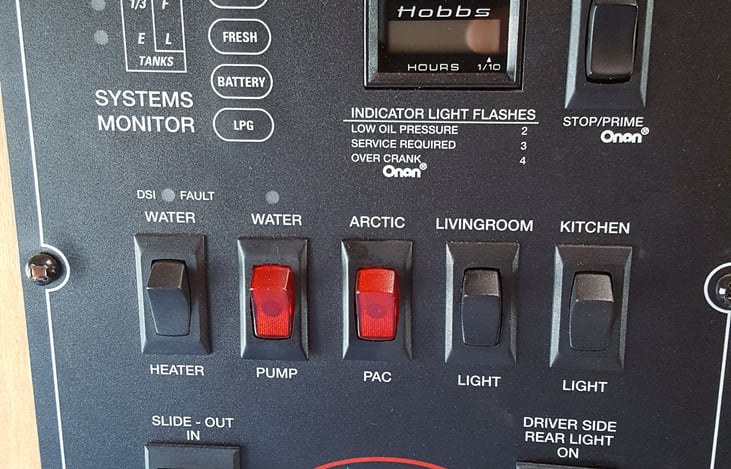 1/3 F
E L
TANKS
FRESH
BATTERY
LPG
SYSTEMS
MONITOR
Hobbs
HOURS 1/10
INDICATOR LIGHT FLASHES
LOW OIL PRESSURE 2
SERVICE REQUIRED 3
OVER CRANK 4
Onan®
STOP/PRIME
Onan®
DSI FAULT
WATER
HEATER
WATER
PUMP
ARCTIC
PAC
LIVINGROOM
LIGHT
KITCHEN
LIGHT
SLIDE - OUT
IN
DRIVER SIDE
REAR LIGHT
ON